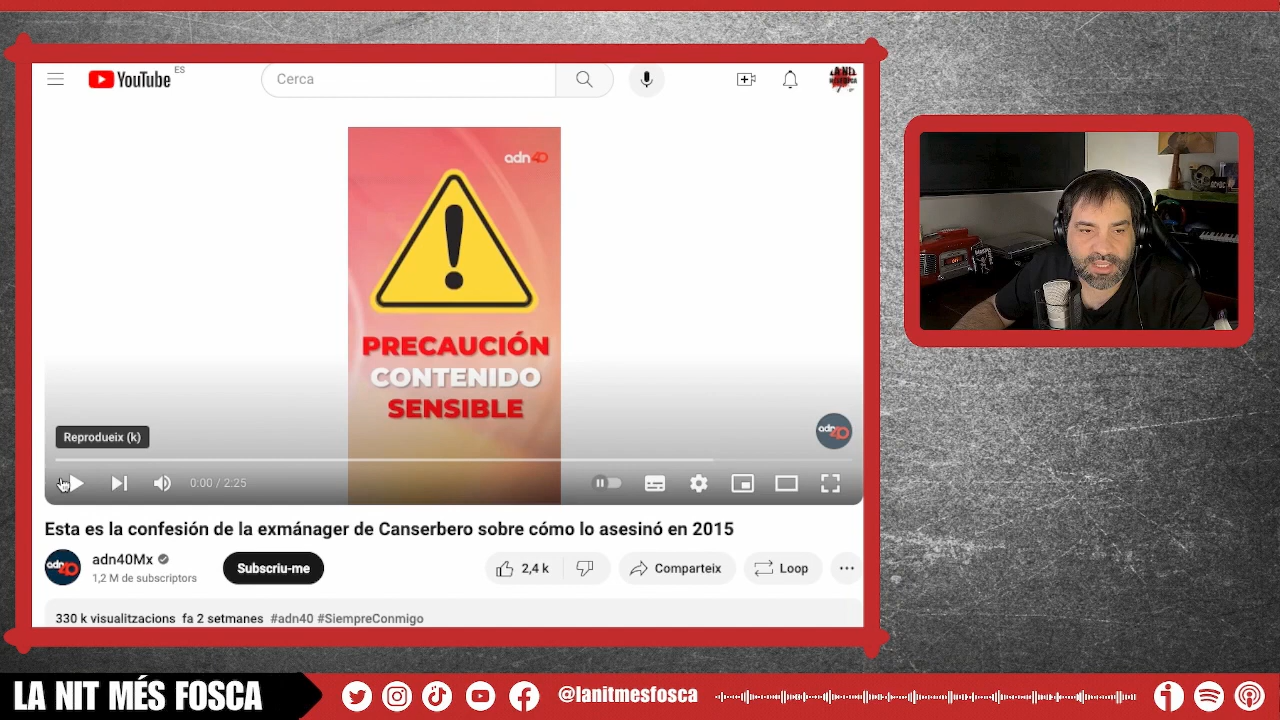 YouTube ES
Cerca
adn40
PRECAUCIÓN
CONTENIDO
SENSIBLE
Reprodueix (k)
adn40
0:00 / 2:25
Esta es la confesión de la exmánager de Canserbero sobre cómo lo asesinó en 2015
adn40
adn40Mx
1,2 M de subscriptors
Subscriu-me
2,4 k
Comparteix
Loop
330 k visualitzacions fa 2 setmanes #adn40 #SiempreConmigo
LA NIT MÉS FOSCA
@lanitmesfosca